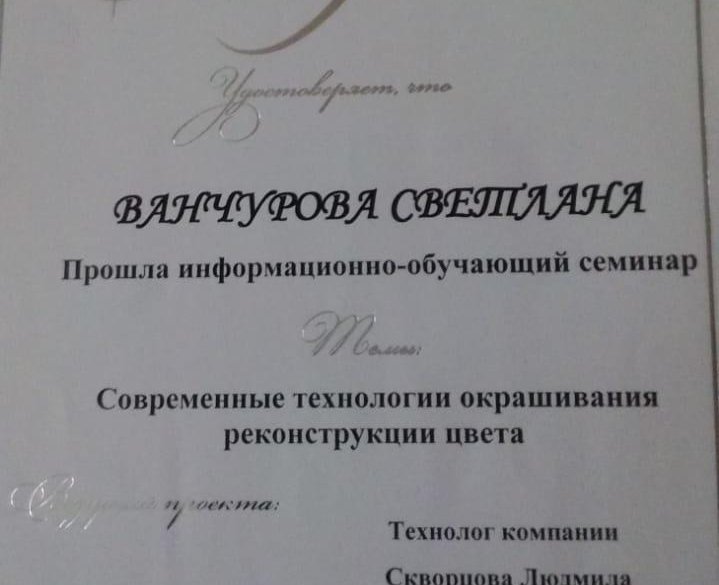 Удостоверяет, что
ВАНЧУРОВА СВЕТЛАНА
Прошла информационно-обучающий семинар
Темы:
Современные технологии окрашивания
реконструкции цвета
Ведущий проекта:
Технолог компании
Скворцова Людмила